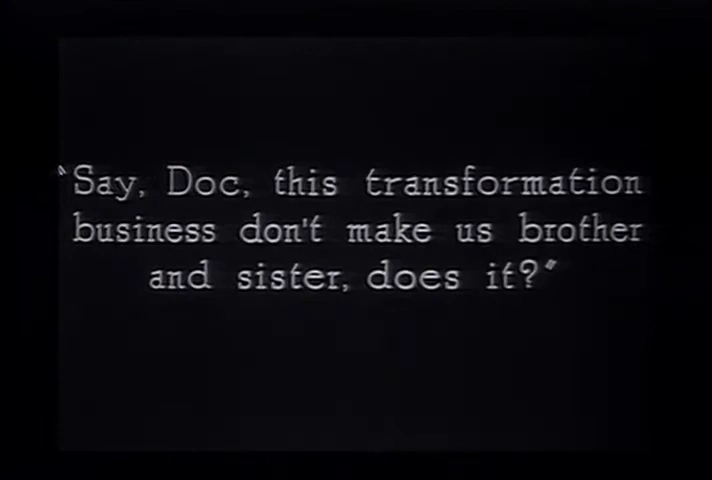 "Say, Doc, this transformation
business don't make us brother
and sister, does it?"